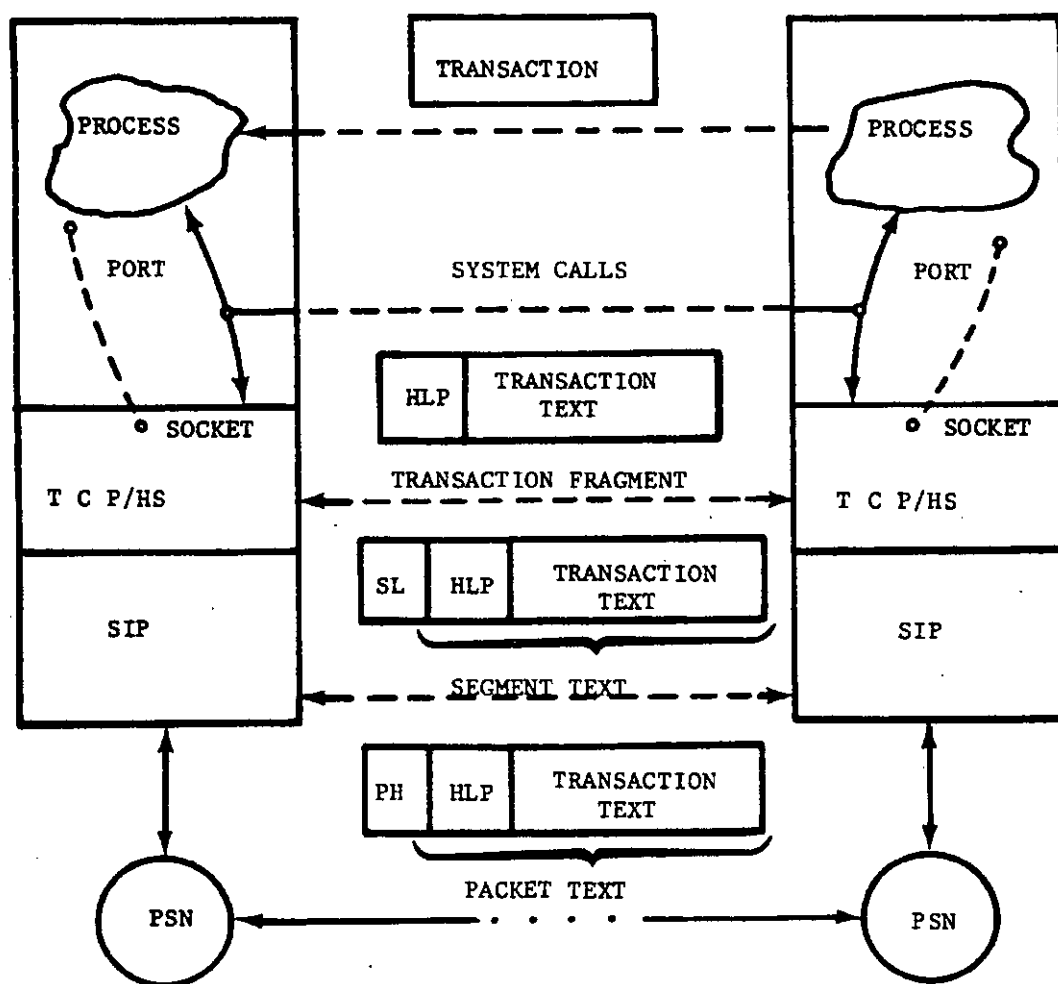 TRANSACTION
PROCESS
PROCESS
PORT
SYSTEM CALLS
PORT
HLP
TRANSACTION
TEXT
SOCKET
SOCKET
TRANSACTION FRAGMENT
T C P/HS
T C P/HS
SL
HLP
TRANSACTION
TEXT
SIP
SIP
SEGMENT TEXT
PH
HLP
TRANSACTION
TEXT
PACKET TEXT
PSN
PSN